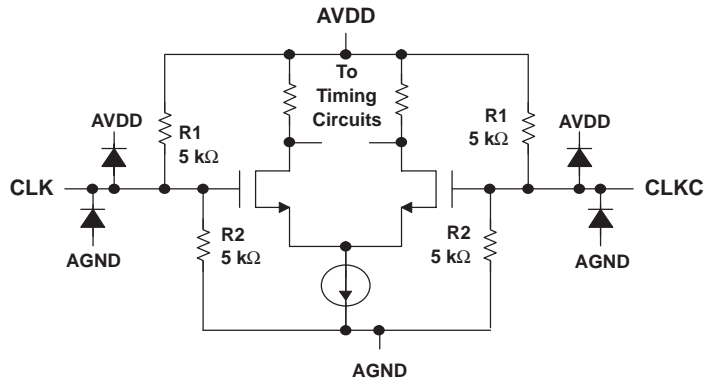 AVDD
To
Timing
Circuits
R1
5 kΩ
R1
5 kΩ
AVDD
AVDD
CLK
CLKC
R2
5 kΩ
R2
5 kΩ
AGND
AGND
AGND